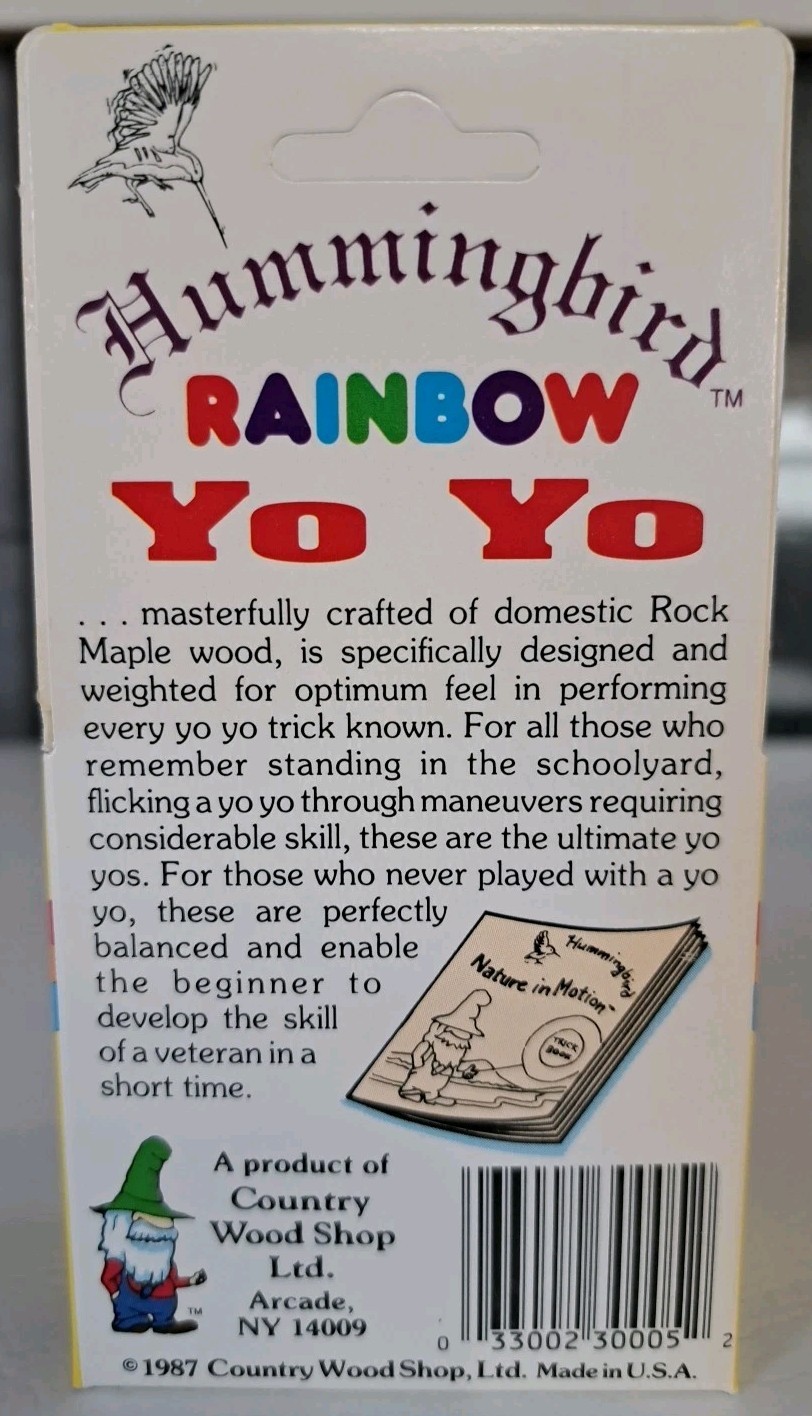 Hummingbird™
RAINBOW
YO YO
. . . masterfully crafted of domestic Rock
Maple wood, is specifically designed and
weighted for optimum feel in performing
every yo yo trick known. For all those who
remember standing in the schoolyard,
flicking a yo yo through maneuvers requiring
considerable skill, these are the ultimate yo
yos. For those who never played with a yo
yo, these are perfectly
balanced and enable
the beginner to
develop the skill
of a veteran in a
short time.
Hummingbird
Nature in Motion™
TRICK
BOOK
A product of
Country
Wood Shop
Ltd.
Arcade,
NY 14009
TM
0 33002 30005 2
© 1987 Country Wood Shop, Ltd. Made in U.S.A.